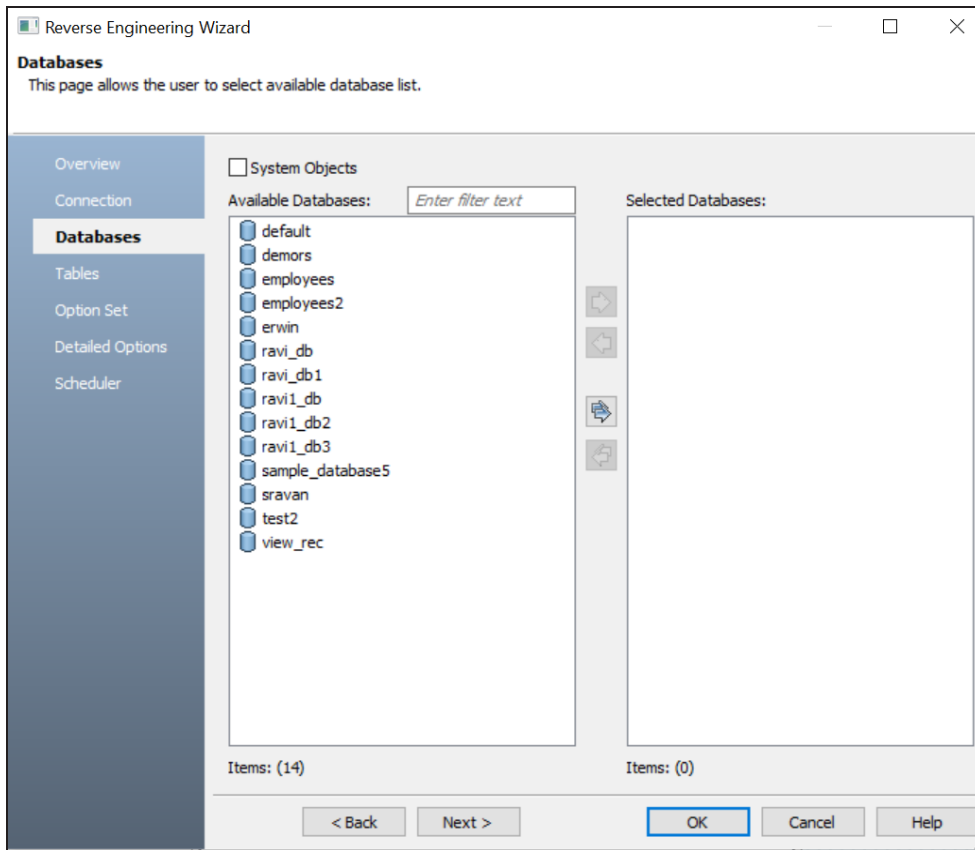 Reverse Engineering Wizard
Databases
This page allows the user to select available database list.
Overview
Connection
Databases
Tables
Option Set
Detailed Options
Scheduler
System Objects
Available Databases: Enter filter text Selected Databases:
default
demors
employees
employees2
erwin
ravi_db
ravi_db1
ravi1_db
ravi1_db2
ravi1_db3
sample_database5
sravan
test2
view_rec
Items: (14) Items: (0)
< Back Next > OK Cancel Help